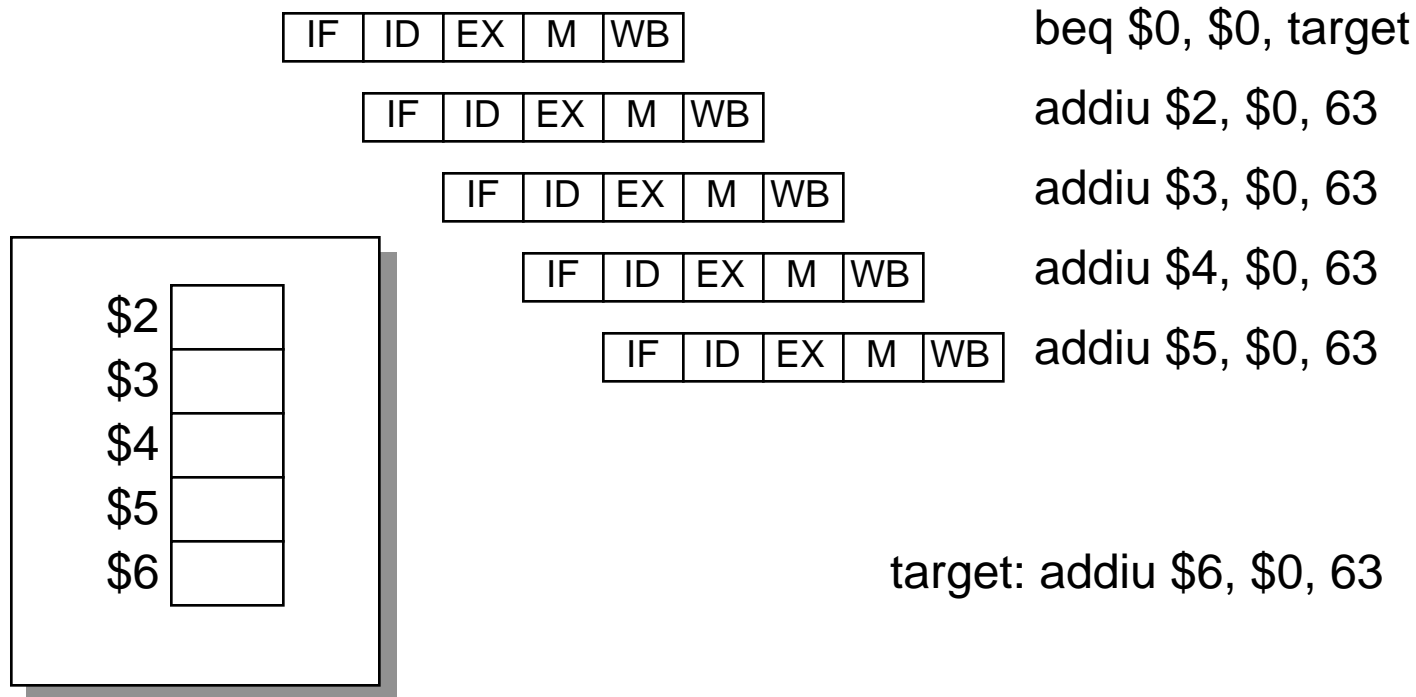 IF ID EX M WB beq $0, $0, target
IF ID EX M WB addiu $2, $0, 63
IF ID EX M WB addiu $3, $0, 63
IF ID EX M WB addiu $4, $0, 63
IF ID EX M WB addiu $5, $0, 63
$2
$3
$4
$5
$6
target: addiu $6, $0, 63